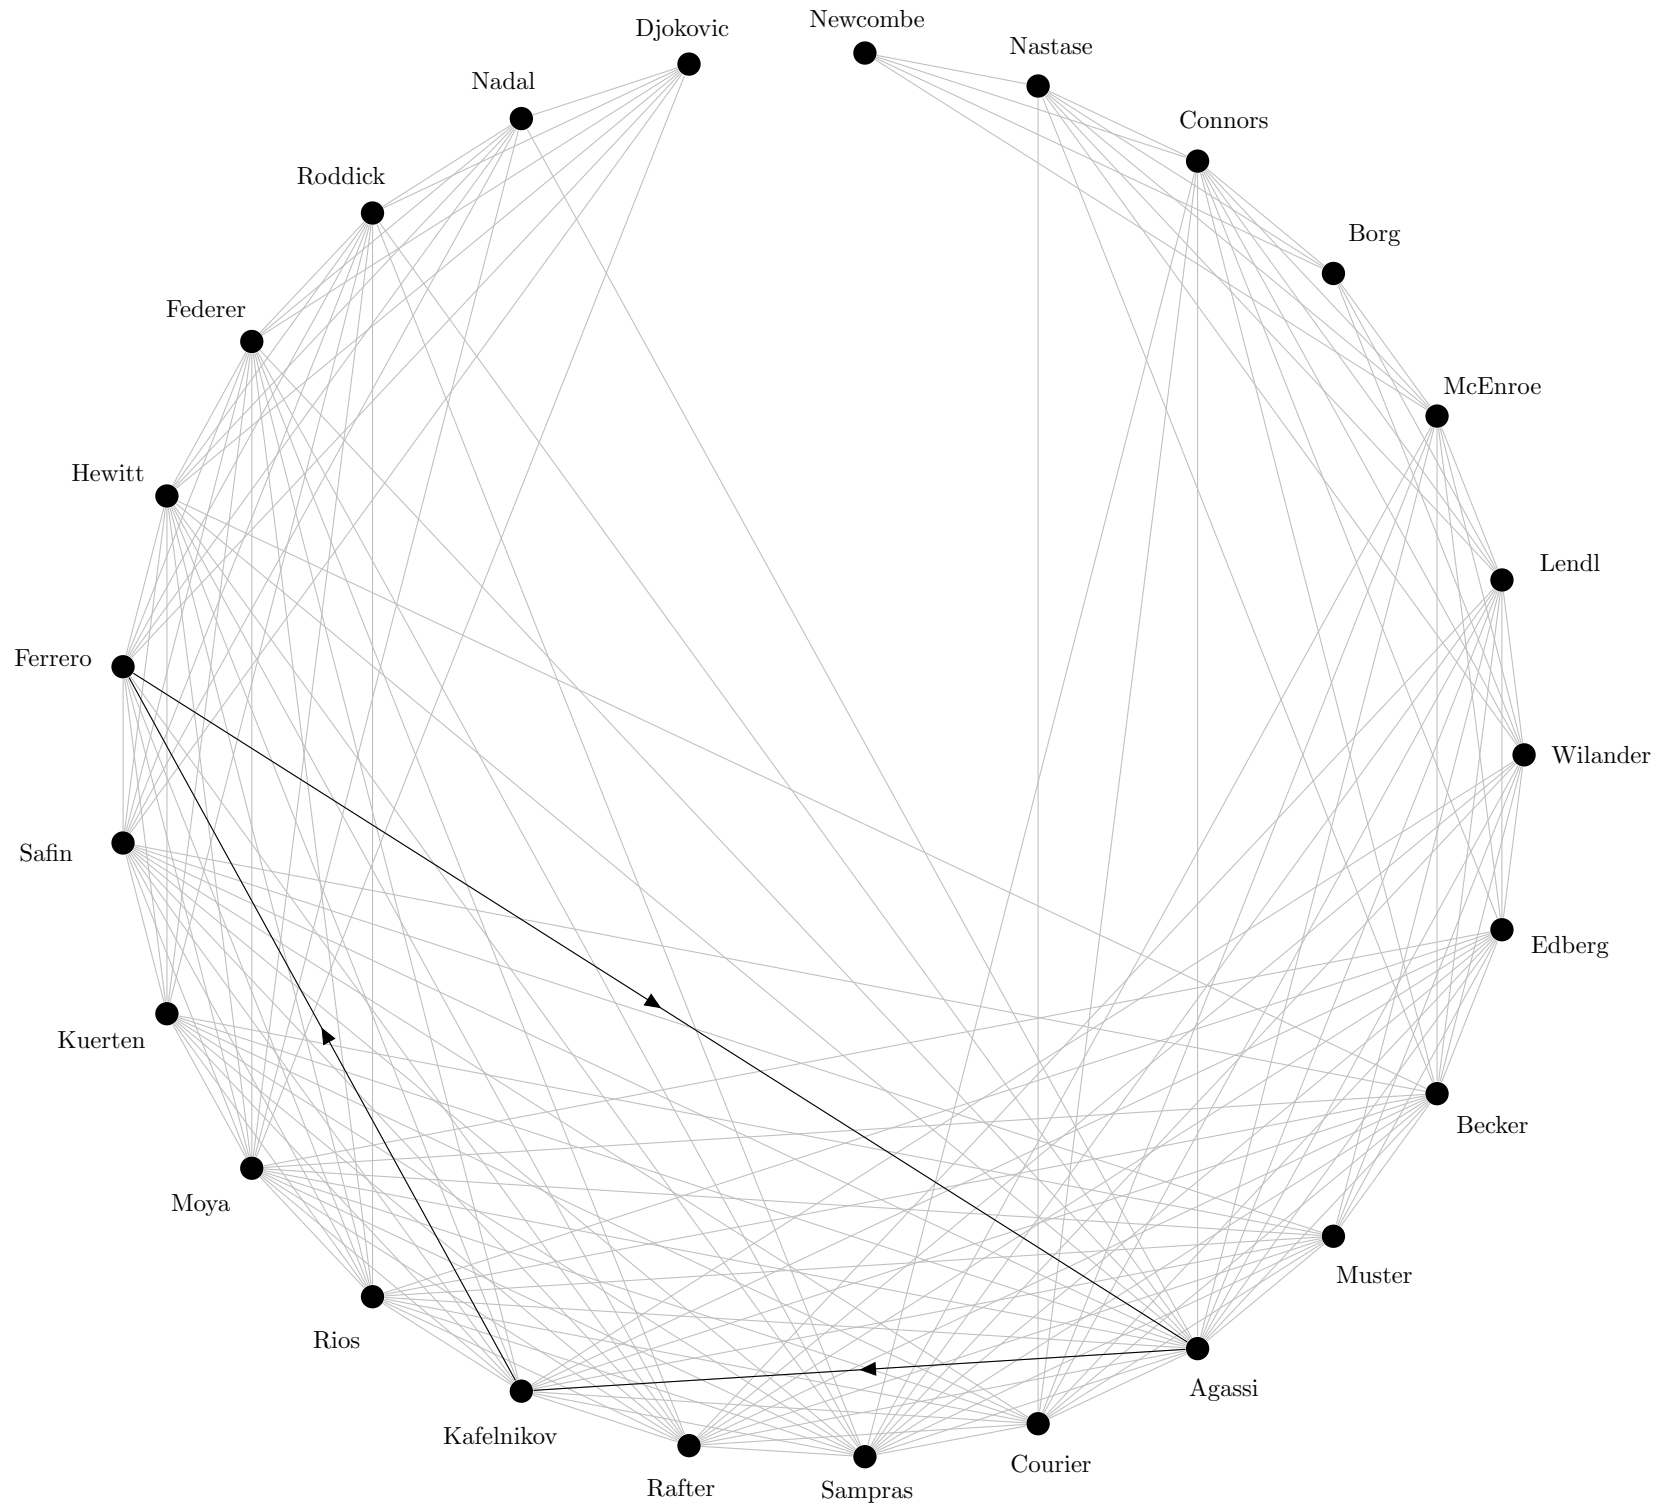 Newcombe
Djokovic
Nastase
Nadal
Connors
Roddick
Borg
Federer
McEnroe
Hewitt
Lendl
Ferrero
Wilander
Safin
Edberg
Kuerten
Becker
Moya
Muster
Rios
Agassi
Kafelnikov
Courier
Rafter
Sampras